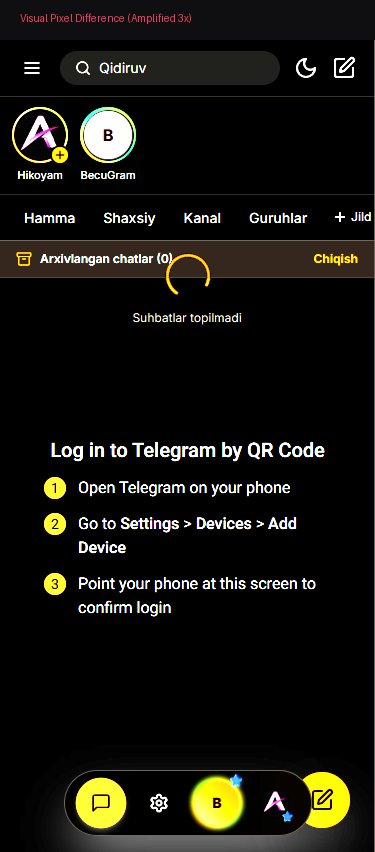 Visual Pixel Difference (Amplified 3x)
Qidiruv
B
Hikoyam BecuGram
Hamma Shaxsiy Kanal Guruhlar + Jild
Arxivlangan chatlar (0) Chiqish
Suhbatlar topilmadi
Log in to Telegram by QR Code
1 Open Telegram on your phone
2 Go to Settings > Devices > Add
Device
3 Point your phone at this screen to
confirm login
B